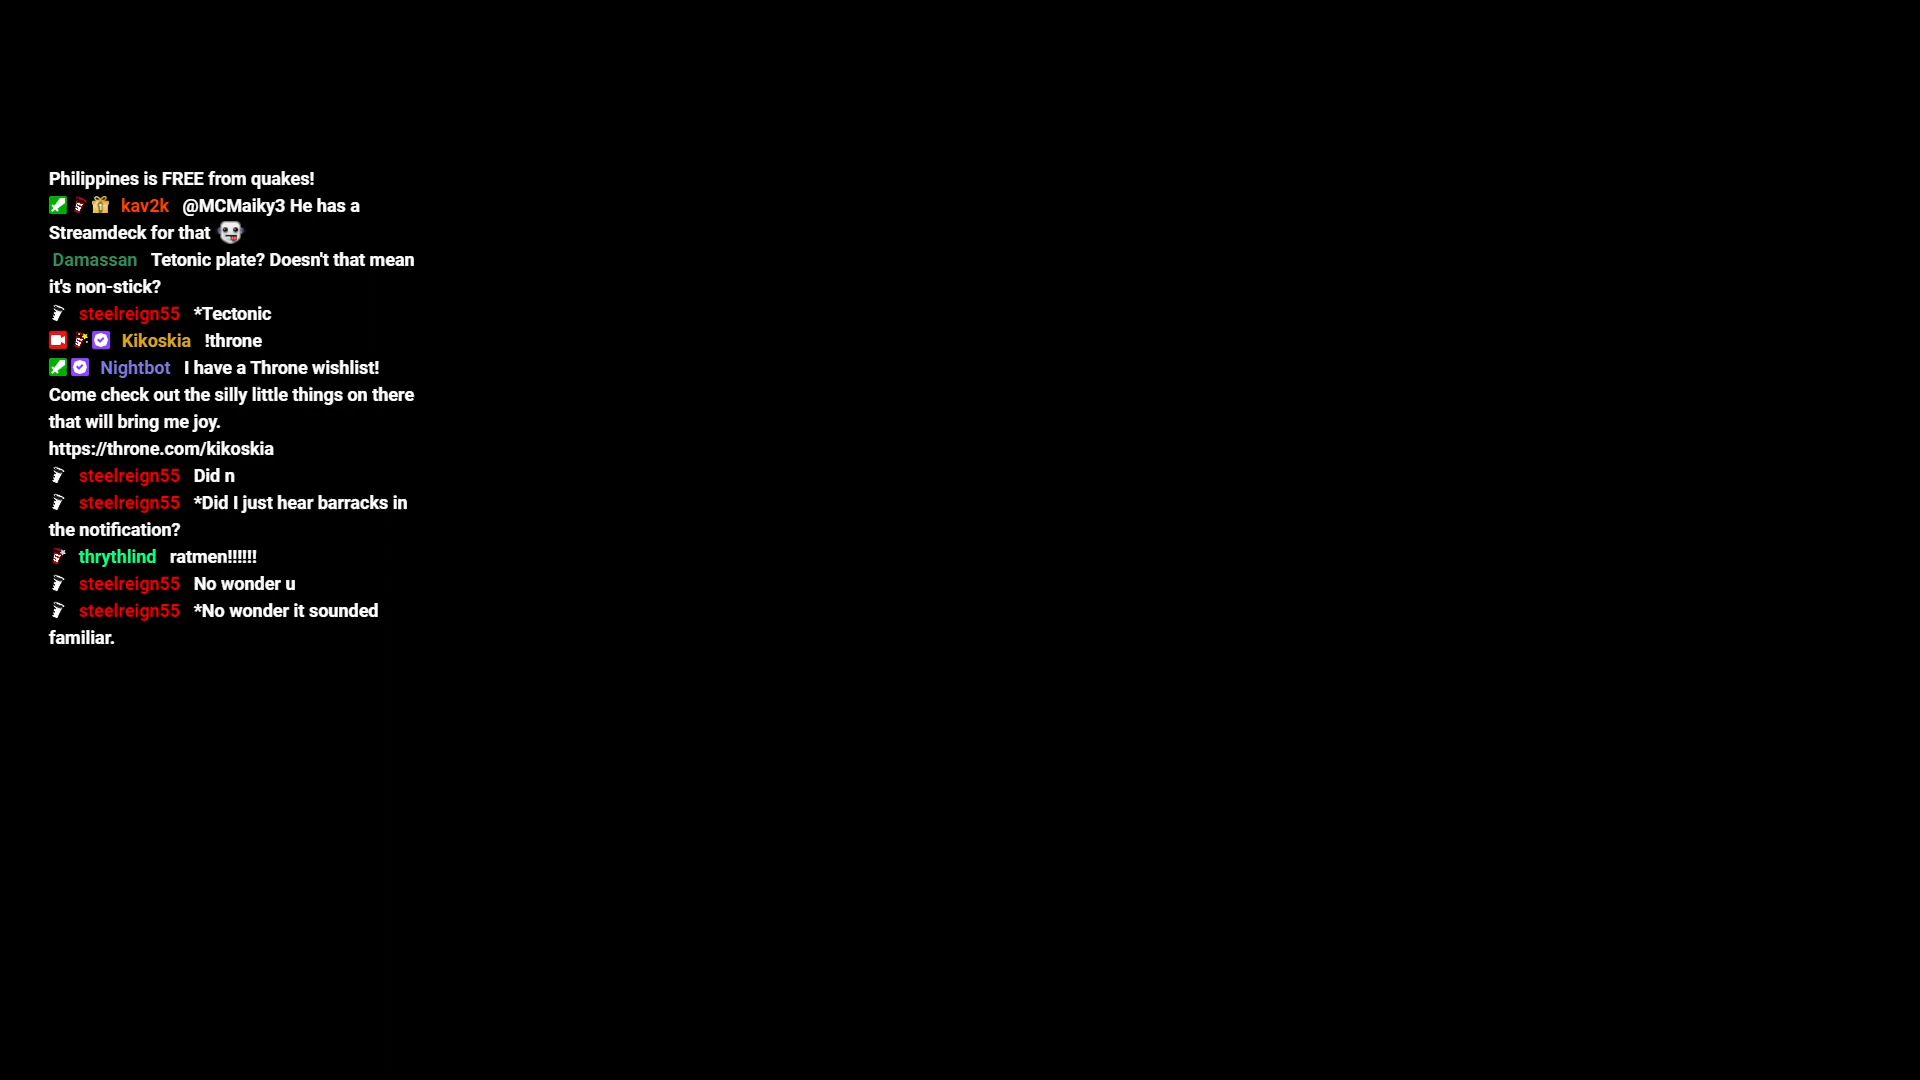 Philippines is FREE from quakes!
kav2k @MCMaiky3 He has a
Streamdeck for that
Damassan Tetonic plate? Doesn't that mean
it's non-stick?
steelreign55 *Tectonic
Kikoskia !throne
Nightbot I have a Throne wishlist!
Come check out the silly little things on there
that will bring me joy.
https://throne.com/kikoskia
steelreign55 Did n
steelreign55 *Did I just hear barracks in
the notification?
thrythlind ratmen!!!!!!
steelreign55 No wonder u
steelreign55 *No wonder it sounded
familiar.